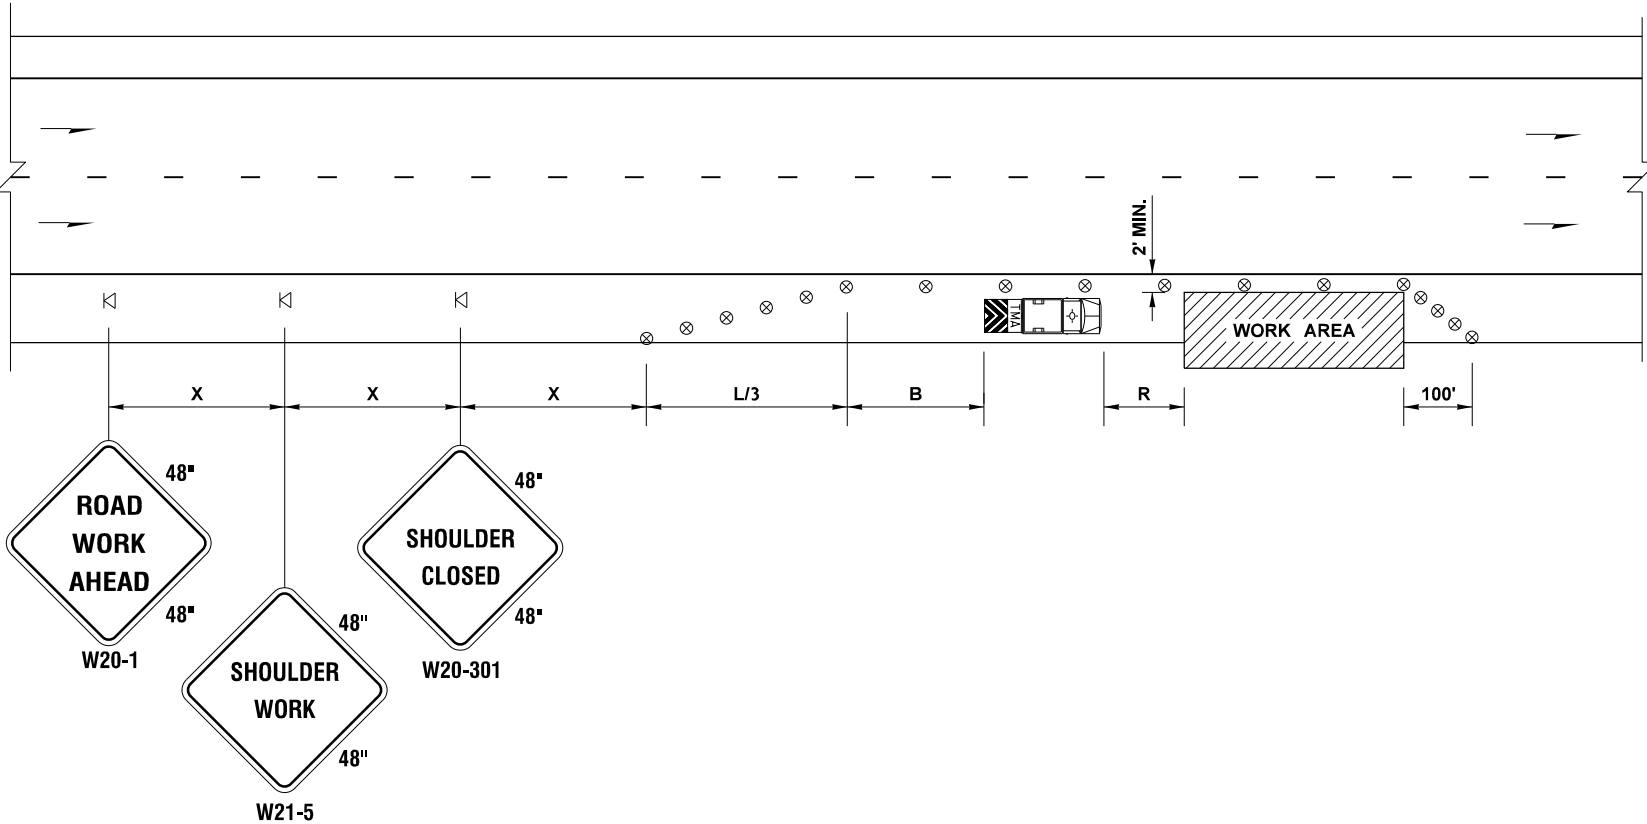 2' MIN.
TMA
WORK AREA
X
X
X
L/3
B
R
100'
ROAD
WORK
AHEAD
48"
48"
W20-1
SHOULDER
WORK
48"
48"
W21-5
SHOULDER
CLOSED
48"
48"
W20-301